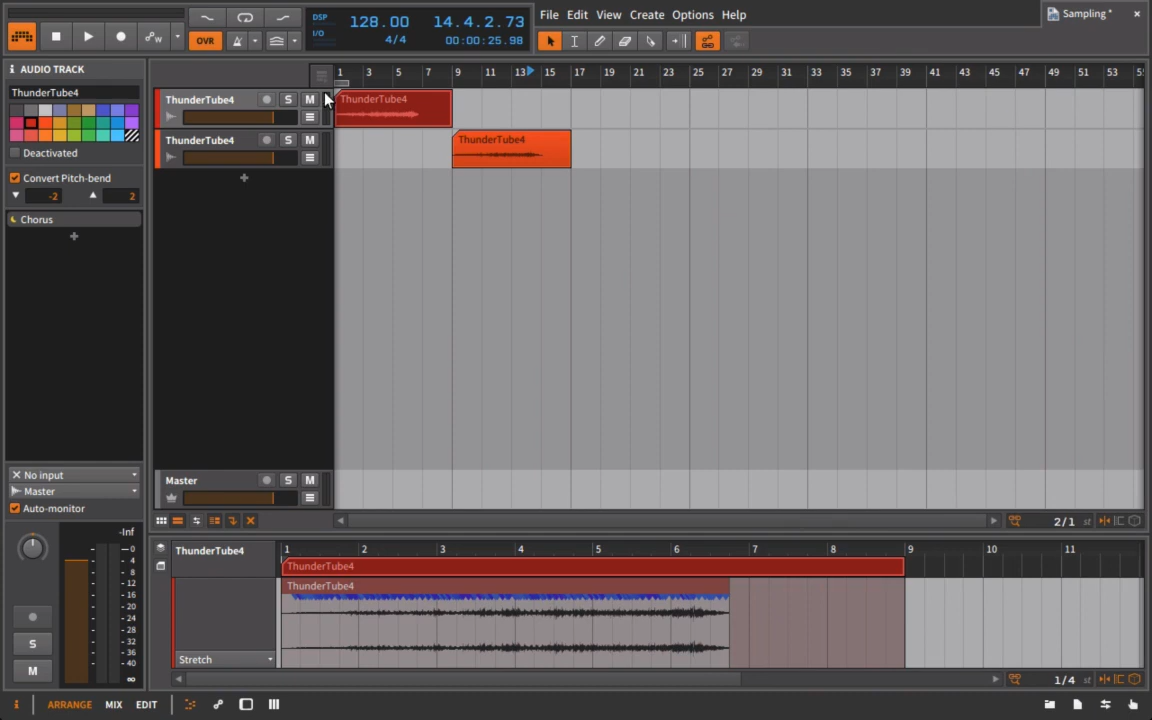 OVR
DSP
I/O
128.00
4/4
14.4.2.73
00:00:25.98
File Edit View Create Options Help
Sampling *
AUDIO TRACK
ThunderTube4
Deactivated
Convert Pitch-bend
-2
2
Chorus
No input
Master
Auto-monitor
-Inf
0
4
8
12
16
20
24
28
32
36
40
∞
S
M
1 3 5 7 9 11 13 15 17 19 21 23 25 27 29 31 33 35 37 39 41 43 45 47 49 51 53
ThunderTube4 S M
ThunderTube4
ThunderTube4 S M
ThunderTube4
Master S M
2/1 st
ThunderTube4
1 2 3 4 5 6 7 8 9 10 11
ThunderTube4
ThunderTube4
Stretch
1/4 st
i ARRANGE MIX EDIT